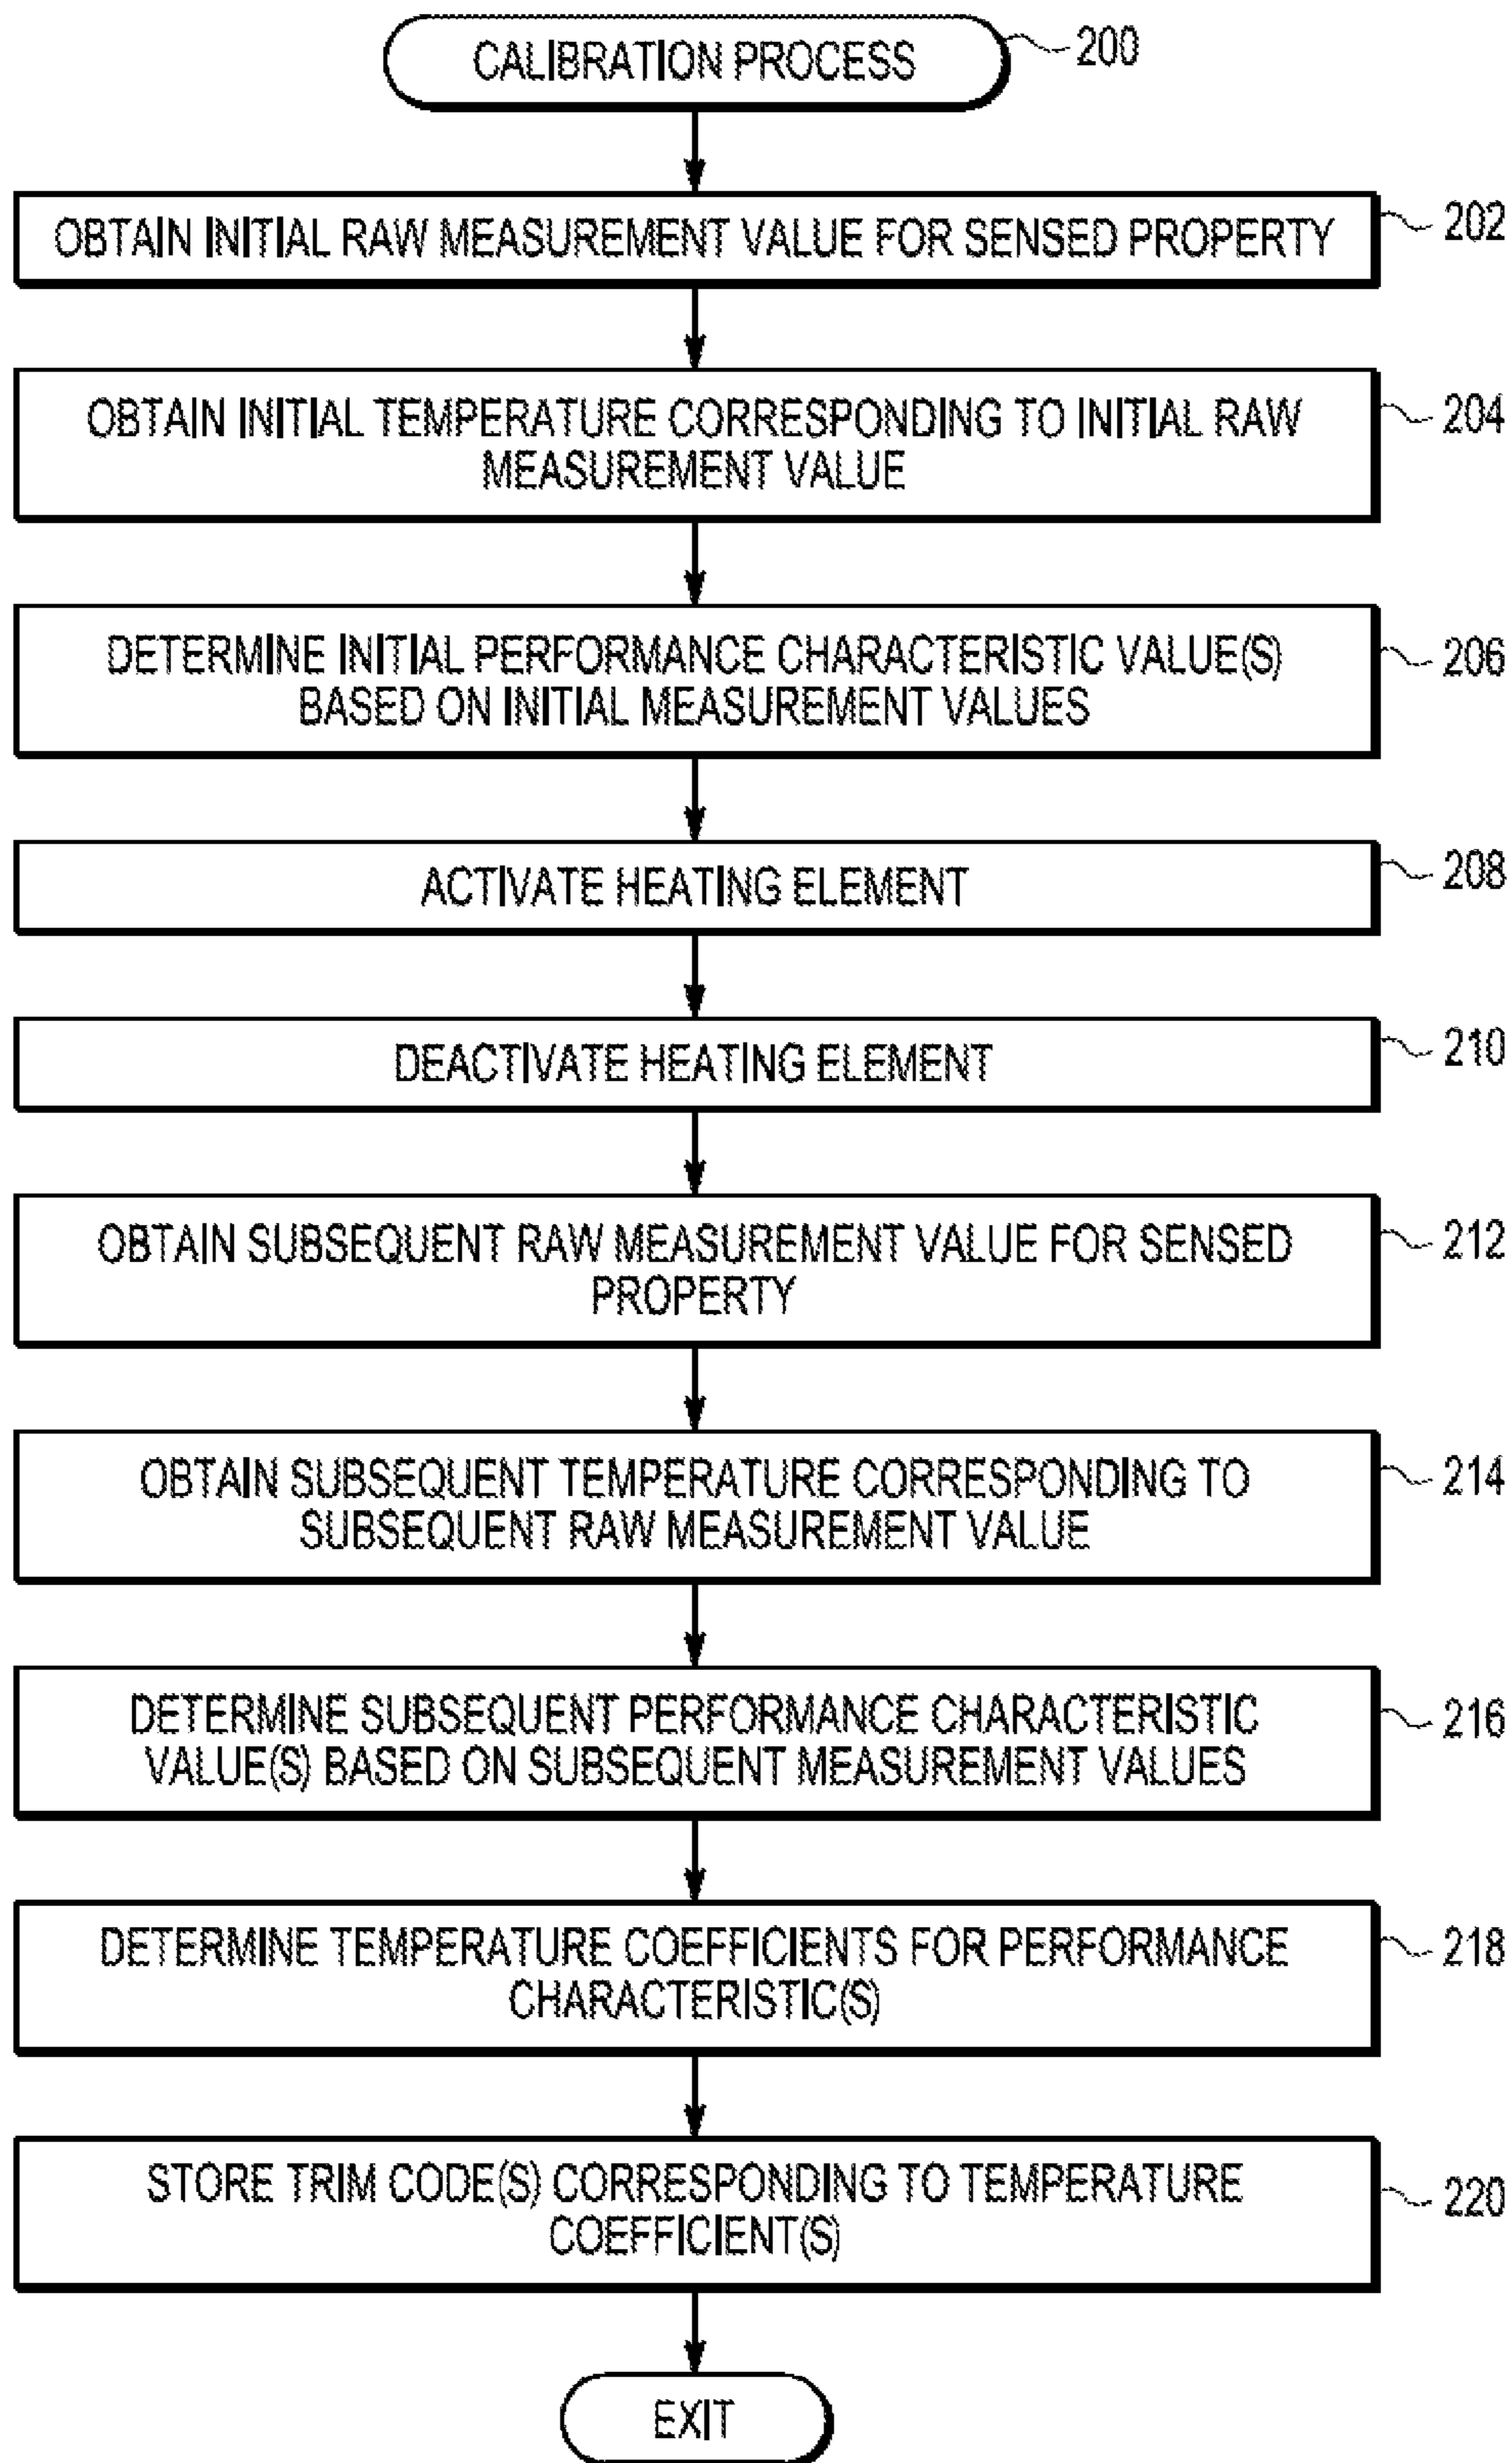 CALIBRATION PROCESS
200
OBTAIN INITIAL RAW MEASUREMENT VALUE FOR SENSED PROPERTY
202
OBTAIN INITIAL TEMPERATURE CORRESPONDING TO INITIAL RAW
MEASUREMENT VALUE
204
DETERMINE INITIAL PERFORMANCE CHARACTERISTIC VALUE(S)
BASED ON INITIAL MEASUREMENT VALUES
206
ACTIVATE HEATING ELEMENT
208
DEACTIVATE HEATING ELEMENT
210
OBTAIN SUBSEQUENT RAW MEASUREMENT VALUE FOR SENSED
PROPERTY
212
OBTAIN SUBSEQUENT TEMPERATURE CORRESPONDING TO
SUBSEQUENT RAW MEASUREMENT VALUE
214
DETERMINE SUBSEQUENT PERFORMANCE CHARACTERISTIC
VALUE(S) BASED ON SUBSEQUENT MEASUREMENT VALUES
216
DETERMINE TEMPERATURE COEFFICIENTS FOR PERFORMANCE
CHARACTERISTIC(S)
218
STORE TRIM CODE(S) CORRESPONDING TO TEMPERATURE
COEFFICIENT(S)
220
EXIT